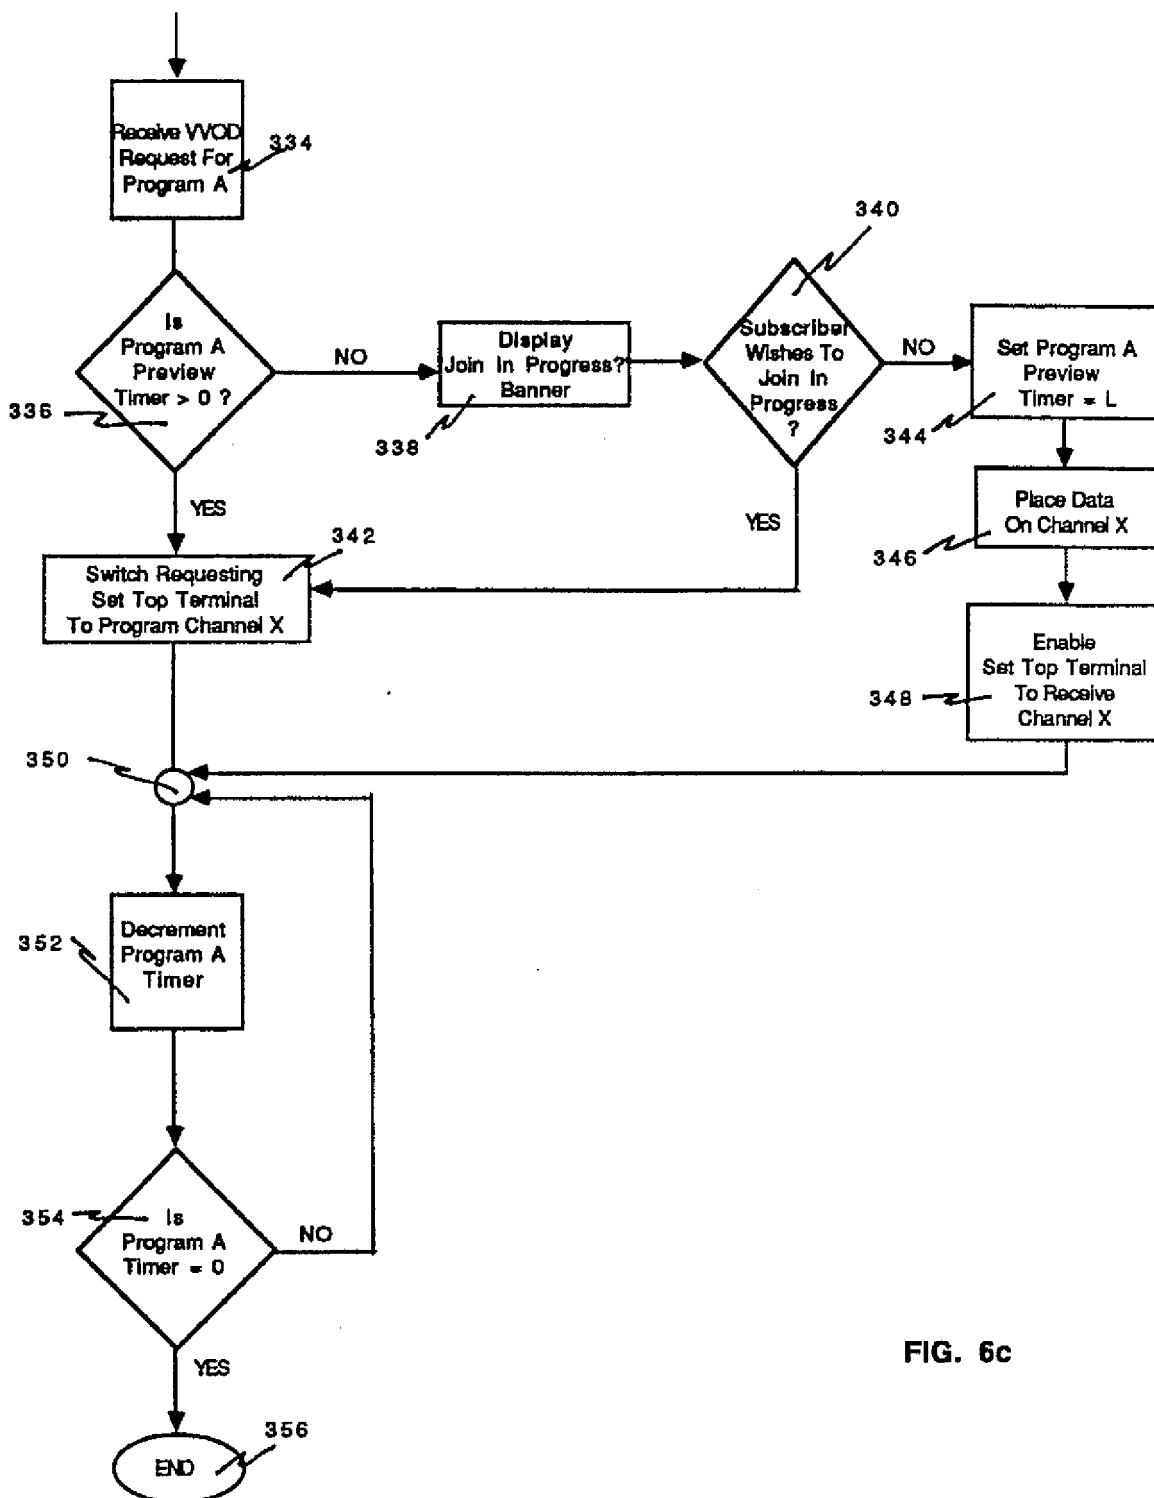 Receive VVOD
Request For
Program A
334
Is
Program A
Preview
Timer > 0 ?
336
NO
YES
Display
Join In Progress?
Banner
338
340
Subscriber
Wishes To
Join In
Progress
?
NO
YES
Set Program A
Preview
Timer = L
344
Place Data
On Channel X
346
Enable
Set Top Terminal
To Receive
Channel X
348
342
Switch Requesting
Set Top Terminal
To Program Channel X
350
Decrement
Program A
Timer
352
Is
Program A
Timer = 0
354
NO
YES
END
356
FIG. 6c